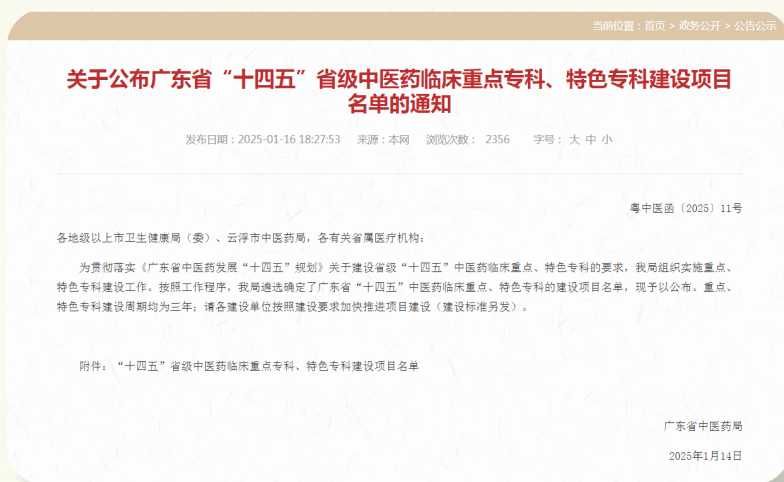 当前位置：首页 > 政务公开 > 公告公示
关于公布广东省“十四五”省级中医药临床重点专科、特色专科建设项目
名单的通知
发布日期：2025-01-16 18:27:53 来源：本网 浏览次数： 2356 字号： 大 中 小
粤中医函〔2025〕11号
各地级以上市卫生健康局（委）、云浮市中医药局，各有关省属医疗机构：
为贯彻落实《广东省中医药发展“十四五”规划》关于建设省级“十四五”中医药临床重点、特色专科的要求，我局组织实施重点、
特色专科建设工作。按照工作程序，我局遴选确定了广东省“十四五”中医药临床重点、特色专科的建设项目名单，现予以公布。重点、
特色专科建设周期均为三年；请各建设单位按照建设要求加快推进项目建设（建设标准另发）。
附件：“十四五”省级中医药临床重点专科、特色专科建设项目名单
广东省中医药局
2025年1月14日